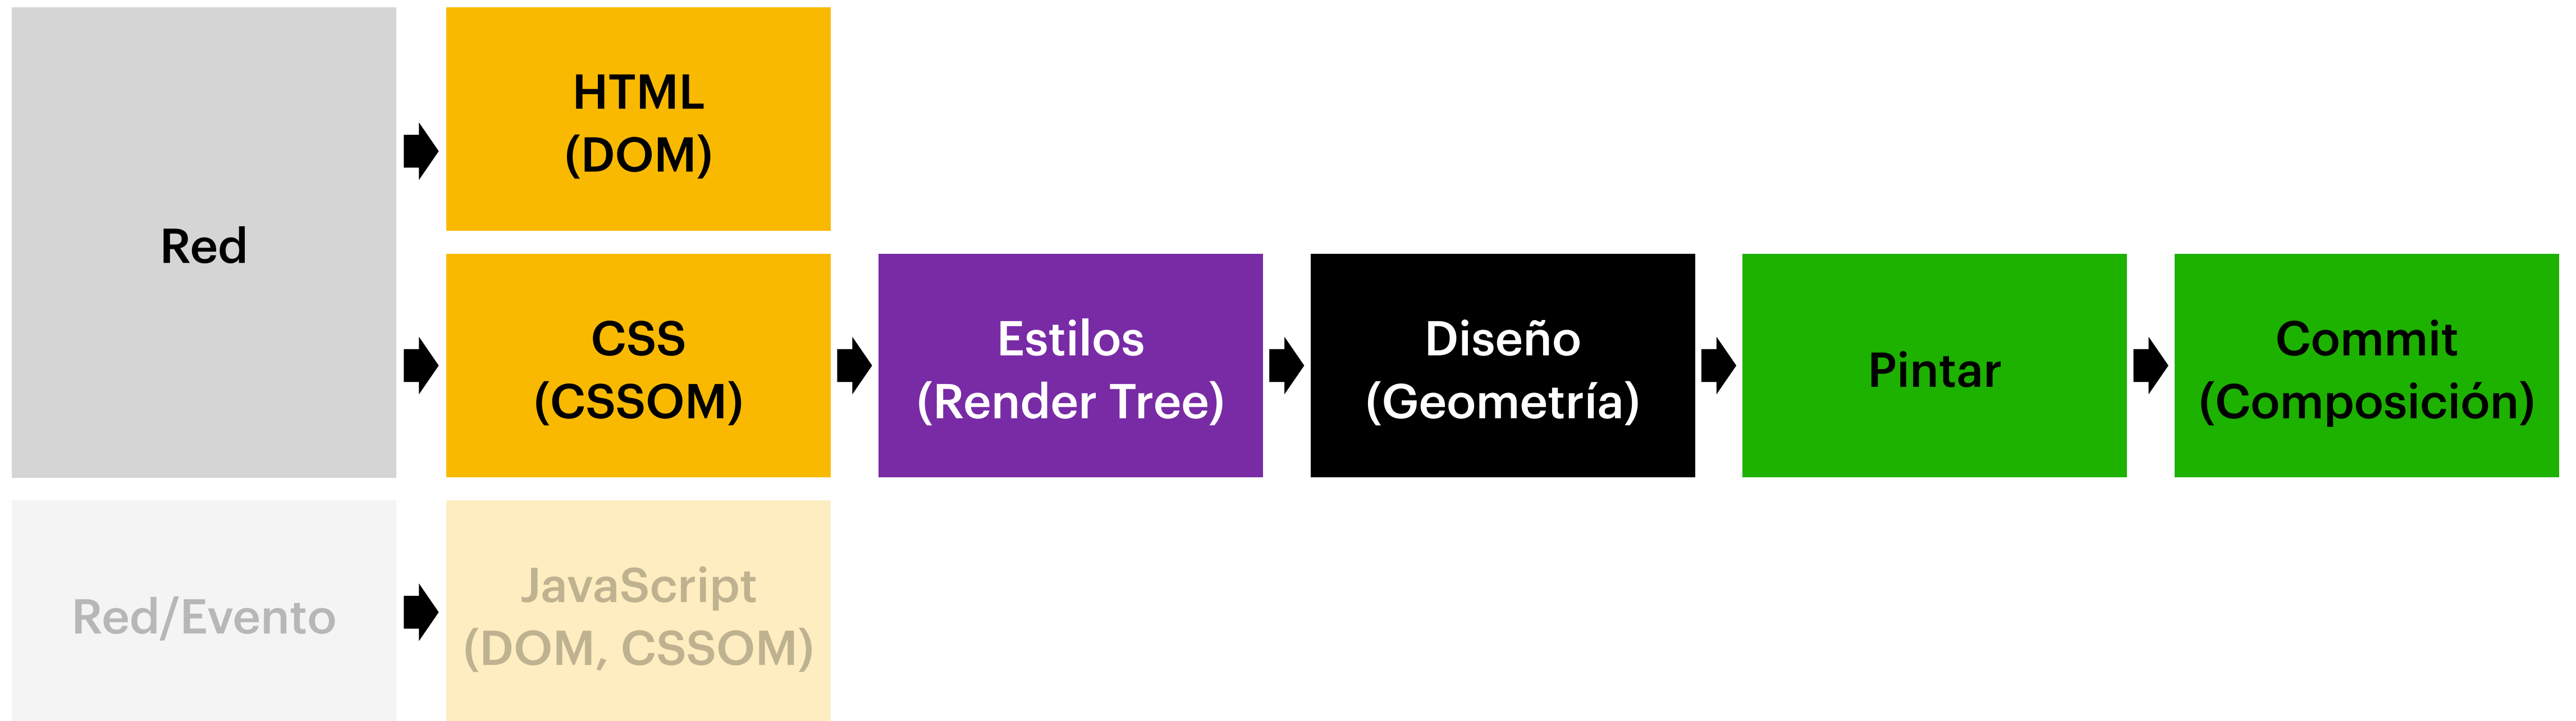 Red
HTML
(DOM)
CSS
(CSSOM)
Estilos
(Render Tree)
Diseño
(Geometría)
Pintar
Commit
(Composición)
Red/Evento
JavaScript
(DOM, CSSOM)